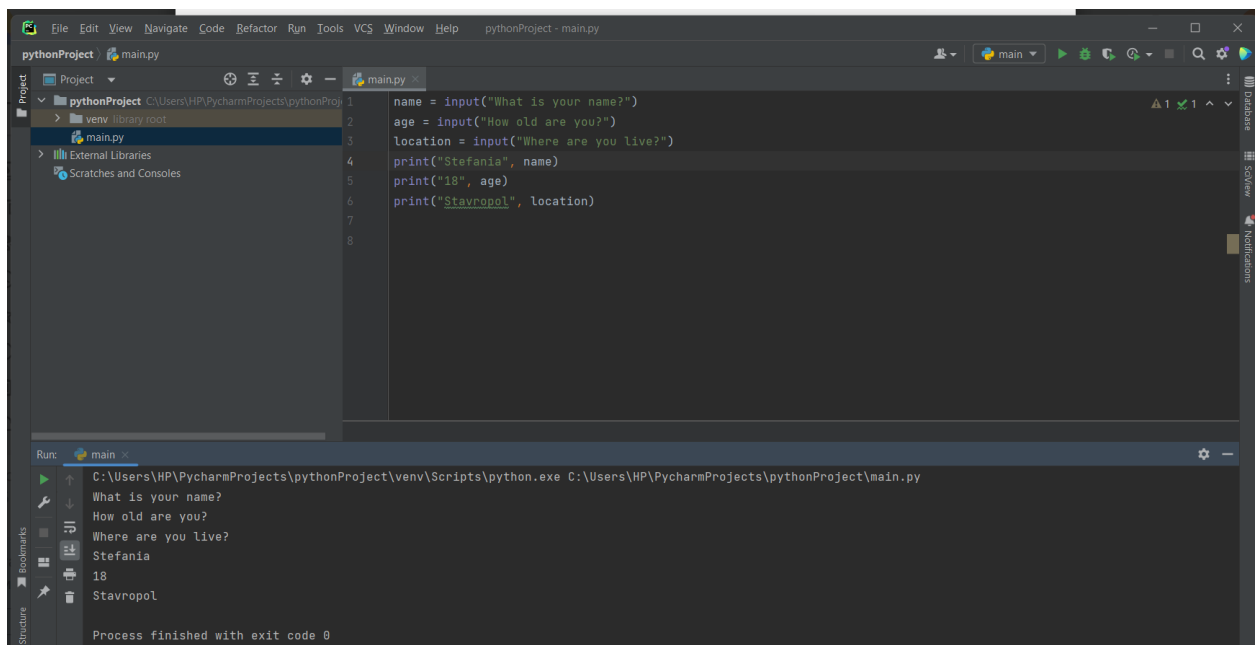 File Edit View Navigate Code Refactor Run Tools VCS Window Help pythonProject - main.py
pythonProject main.py
main
Project
main.py
Project
pythonProject C:\Users\HP\PycharmProjects\pythonProj
venv library root
main.py
External Libraries
Scratches and Consoles
1 name = input("What is your name?")
2 age = input("How old are you?")
3 location = input("Where are you live?")
4 print("Stefania", name)
5 print("18", age)
6 print("Stavropol", location)
7
8
1 1
Database
SciView
Notifications
Run: main
C:\Users\HP\PycharmProjects\pythonProject\venv\Scripts\python.exe C:\Users\HP\PycharmProjects\pythonProject\main.py
What is your name?
How old are you?
Where are you live?
Stefania
18
Stavropol
Process finished with exit code 0
Bookmarks
Structure